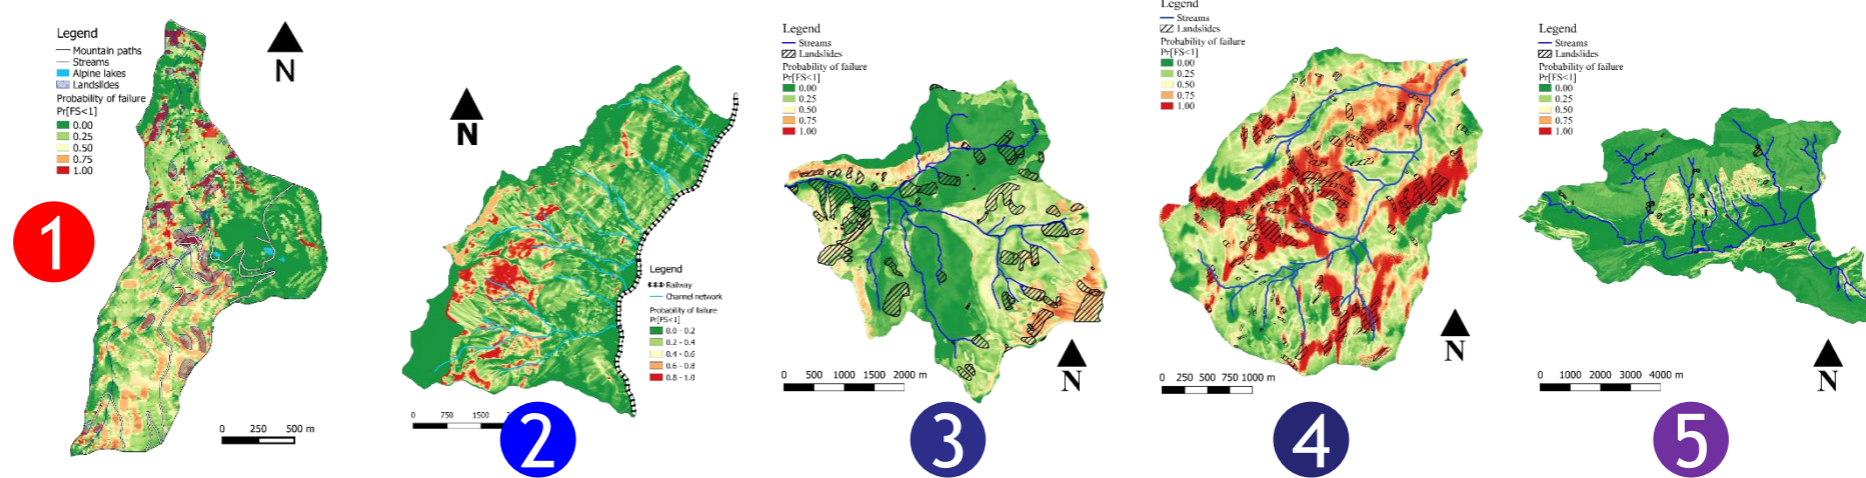 Legend
Mountain paths
Streams
Alpine lakes
Landslides
Probability of failure
Pr[FS<1]
0.00
0.25
0.50
0.75
1.00
N
1
0 250 500 m
N
Legend
Railway
Channel network
Probability of failure
Pr[FS<1]
0.0 - 0.2
0.2 - 0.4
0.4 - 0.6
0.6 - 0.8
0.8 - 1.0
0 750 1500
2
Legend
Streams
Landslides
Probability of failure
Pr[FS<1]
0.00
0.25
0.50
0.75
1.00
N
0 500 1000 1500 2000 m
3
Legend
Streams
Landslides
Probability of failure
Pr[FS<1]
0.00
0.25
0.50
0.75
1.00
N
0 250 500 750 1000 m
4
Legend
Streams
Landslides
Probability of failure
Pr[FS<1]
0.00
0.25
0.50
0.75
1.00
N
0 1000 2000 3000 4000 m
5